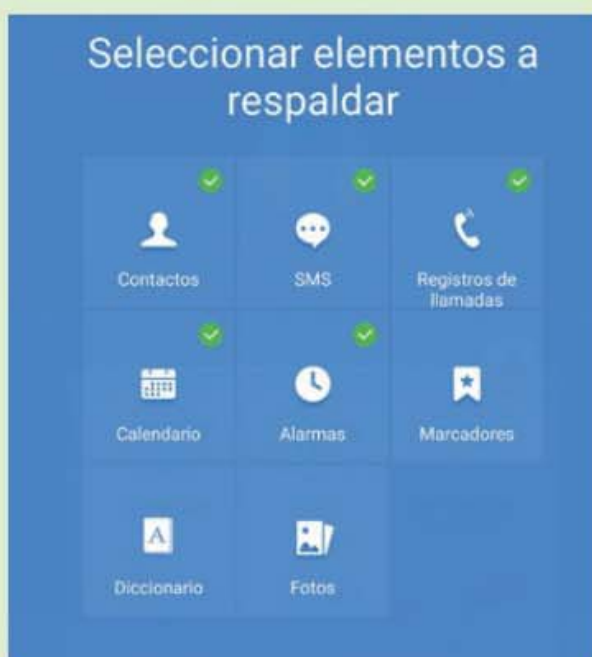 Seleccionar elementos a
respaldar
Contactos
SMS
Registros de
llamadas
Calendario
Alarmas
Marcadores
A
Diccionario
Fotos